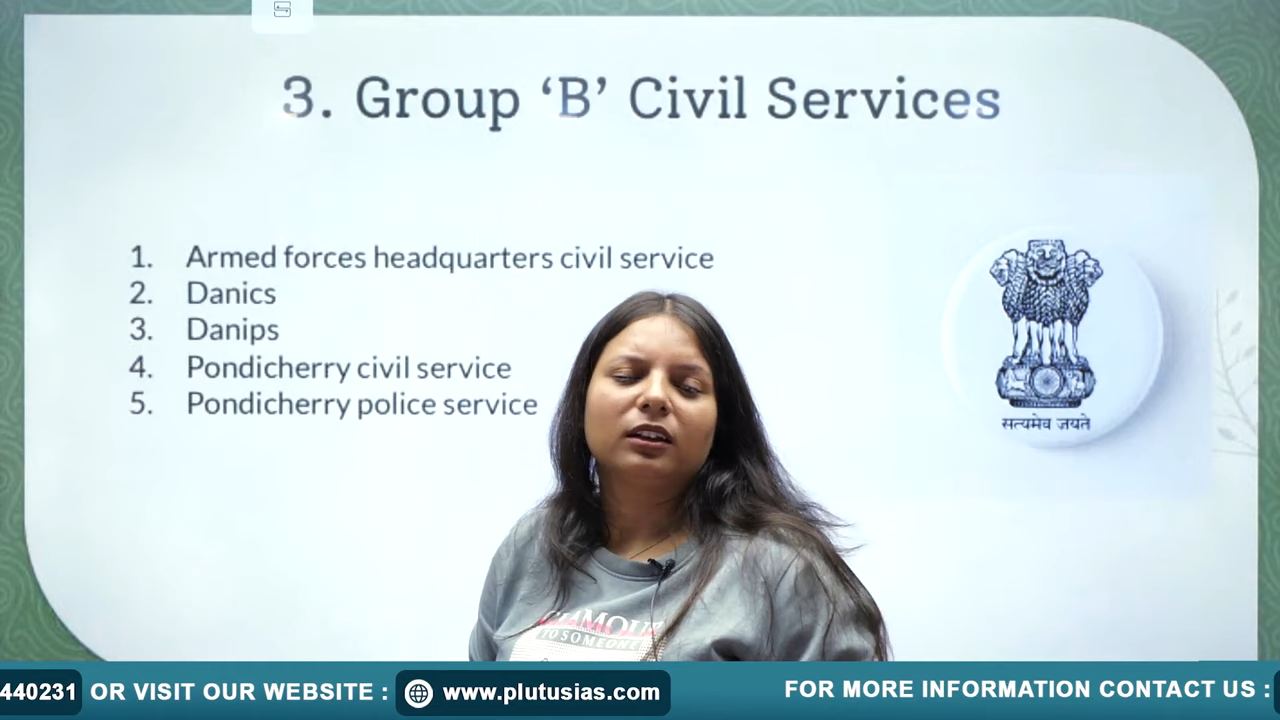 3. Group ‘B’ Civil Services
1. Armed forces headquarters civil service
2. Danics
3. Danips
4. Pondicherry civil service
5. Pondicherry police service
सत्यमेव जयते
TO SOMEONE
440231 OR VISIT OUR WEBSITE : www.plutusias.com FOR MORE INFORMATION CONTACT US :